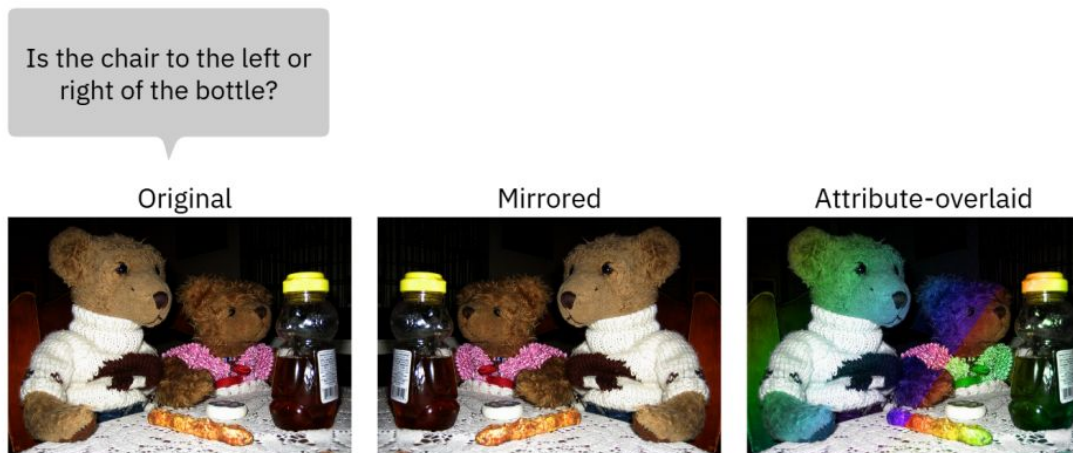 Is the chair to the left or
right of the bottle?
Original
Mirrored
Attribute-overlaid